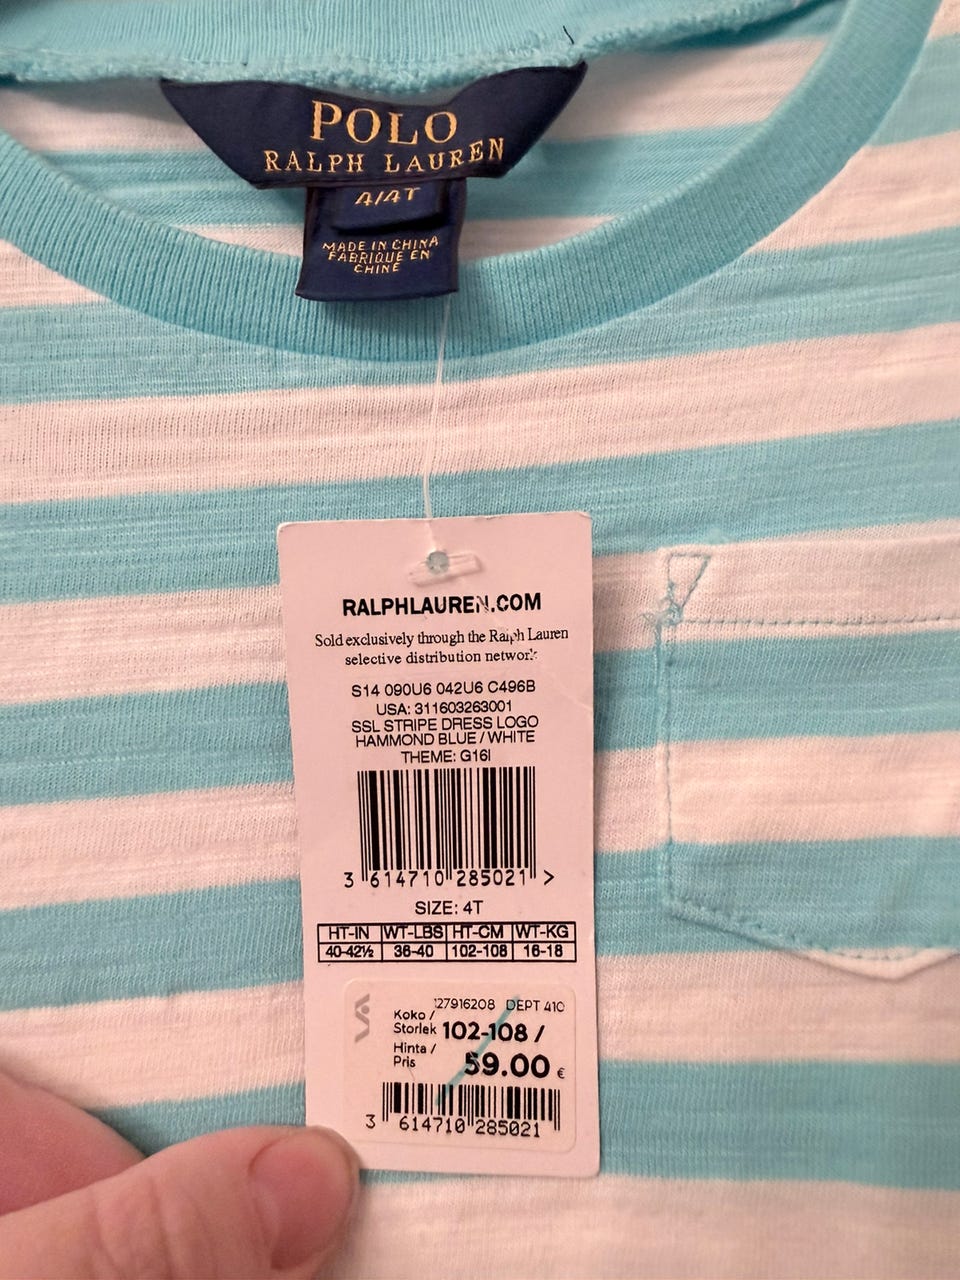 POLO
RALPH LAUREN
4/4T
MADE IN CHINA
FABRIQUE EN
CHINE
RALPHLAUREN.COM
Sold exclusively through the Ralph Lauren
selective distribution network
S14 090U6 042U6 C496B
USA: 311603263001
SSL STRIPE DRESS LOGO
HAMMOND BLUE / WHITE
THEME: G16I
3 614710 285021 >
SIZE: 4T
HT-IN WT-LBS HT-CM WT-KG
40-42½ 36-40 102-108 16-18
127916208 DEPT 410
Koko /
Storlek 102-108 /
Hinta /
Pris 59.00 €
3 614710 285021